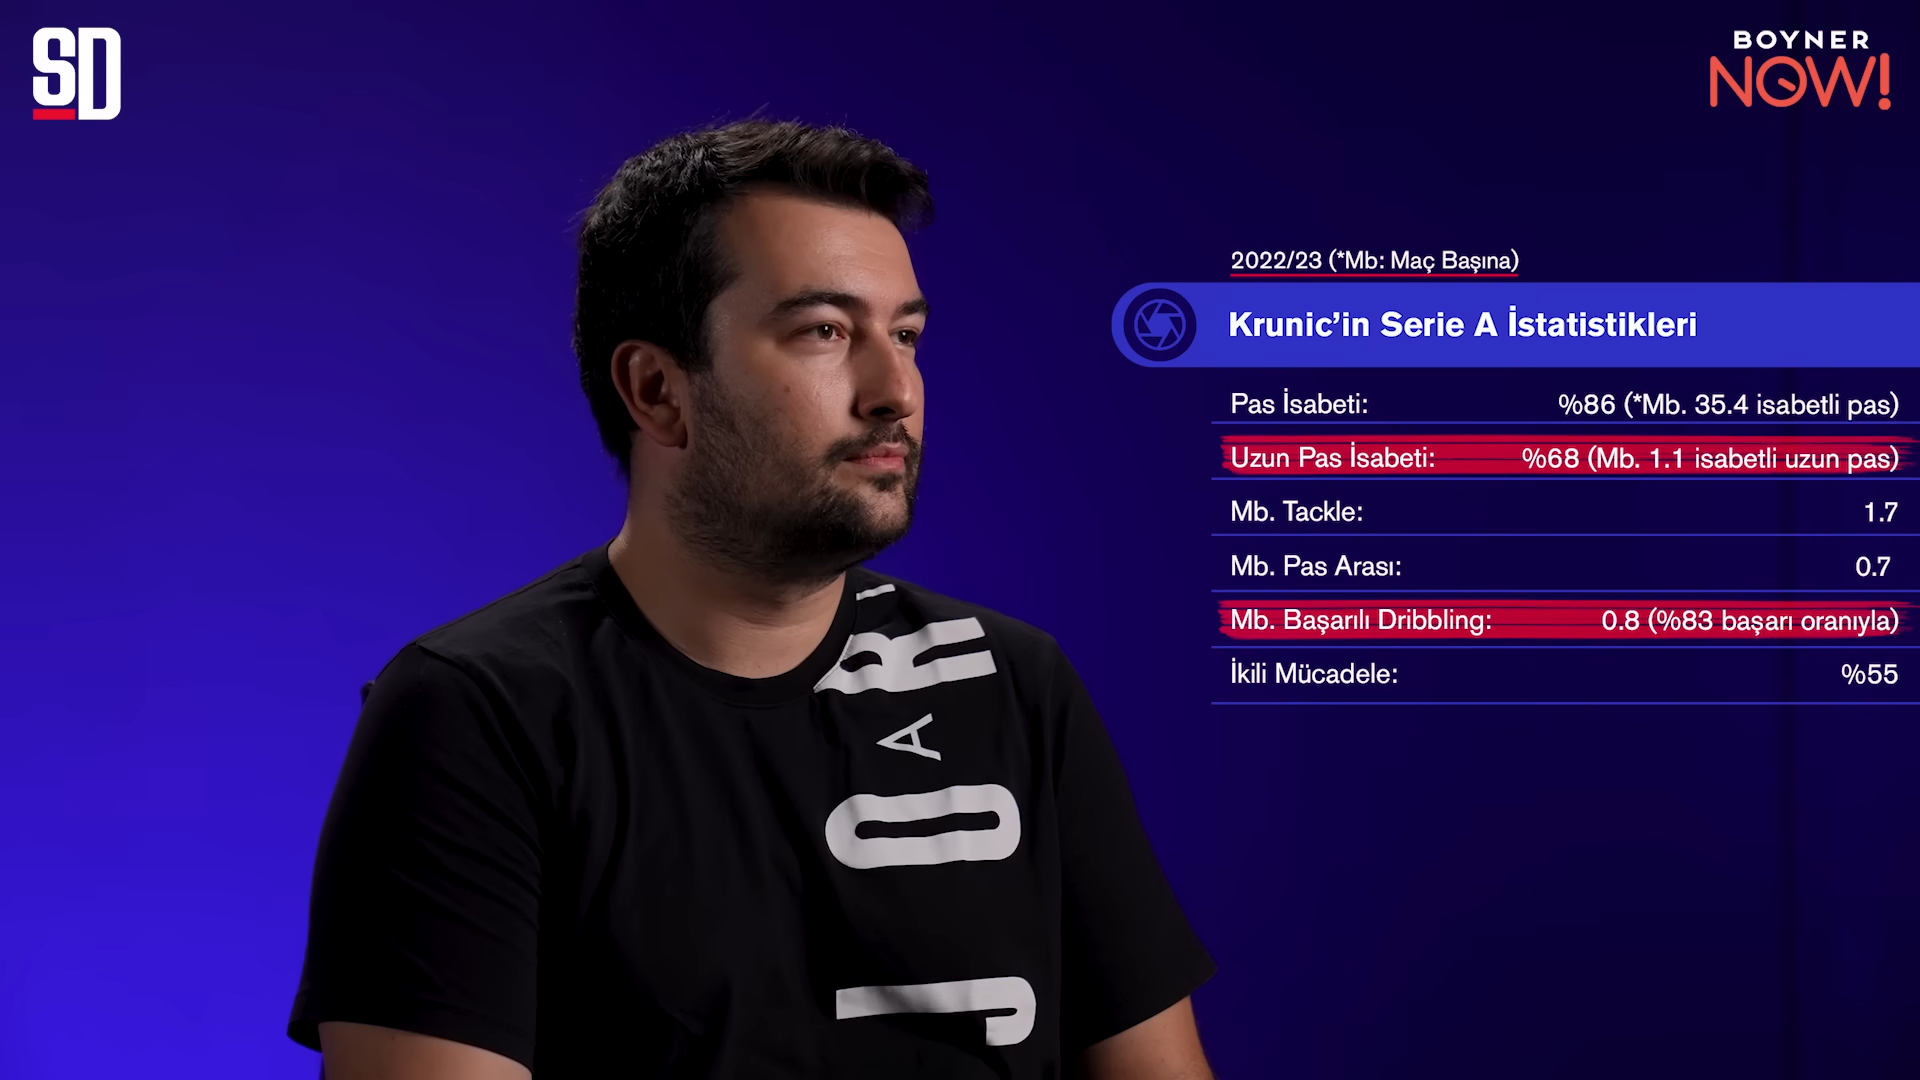 SD
BOYNER
NOW!
2022/23 (*Mb: Maç Başına)
Krunic’in Serie A İstatistikleri
Pas İsabeti: %86 (*Mb. 35.4 isabetli pas)
Uzun Pas İsabeti: %68 (Mb. 1.1 isabetli uzun pas)
Mb. Tackle: 1.7
Mb. Pas Arası: 0.7
Mb. Başarılı Dribbling: 0.8 (%83 başarı oranıyla)
İkili Mücadele: %55